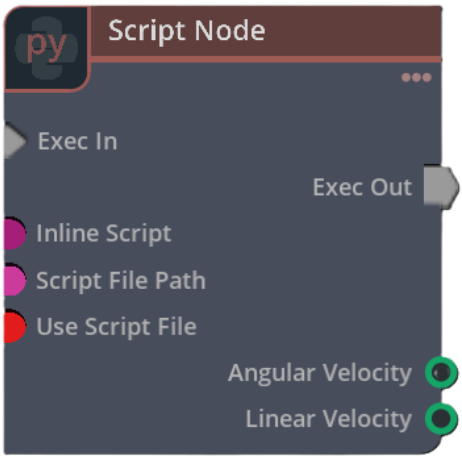 py
Script Node
Exec In
Exec Out
Inline Script
Script File Path
Use Script File
Angular Velocity
Linear Velocity